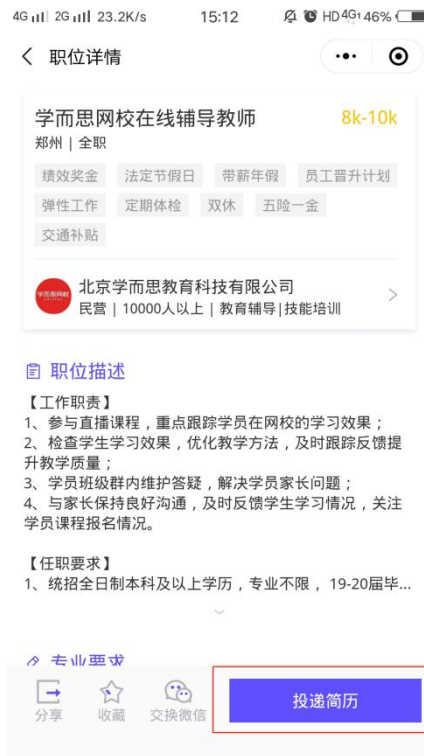 4G 2G 23.2K/s 15:12 HD 4G 46%
职位详情
学而思网校在线辅导教师 8k-10k
郑州 | 全职
绩效奖金 法定节假日 带薪年假 员工晋升计划
弹性工作 定期体检 双休 五险一金
交通补贴
学而思网校
北京学而思教育科技有限公司
民营 | 10000人以上 | 教育辅导|技能培训
职位描述
【工作职责】
1、参与直播课程，重点跟踪学员在网校的学习效果；
2、检查学生学习效果，优化教学方法，及时跟踪反馈提
升教学质量；
3、学员班级群内维护答疑，解决学员家长问题；
4、与家长保持良好沟通，及时反馈学生学习情况，关注
学员课程报名情况。
【任职要求】
1、统招全日制本科及以上学历，专业不限， 19-20届毕...
专业要求
分享 收藏 交换微信 投递简历